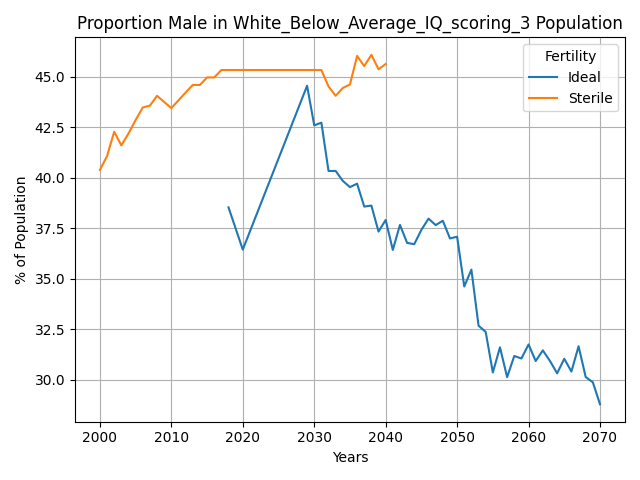 Proportion Male in White_Below_Average_IQ_scoring_3 Population
Fertility
Ideal
Sterile
% of Population
45.0
42.5
40.0
37.5
35.0
32.5
30.0
2000 2010 2020 2030 2040 2050 2060 2070
Years